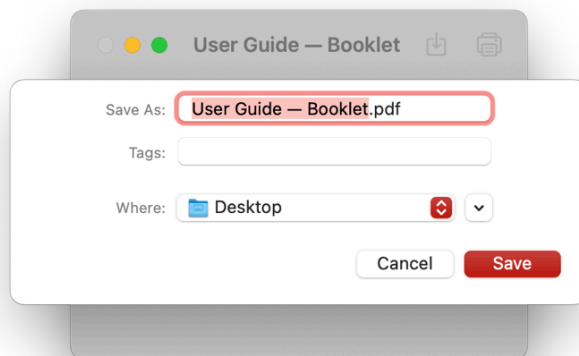 User Guide — Booklet
Save As: User Guide — Booklet.pdf
Tags:
Where: Desktop
Cancel Save